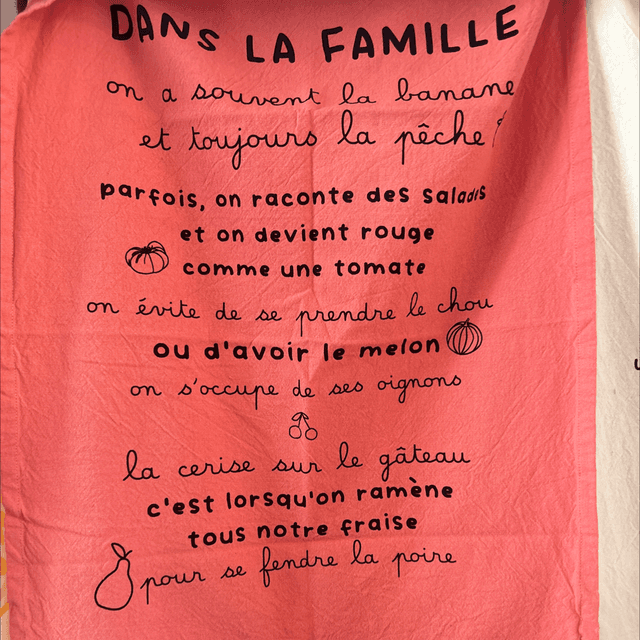 DANS LA FAMILLE
on a souvent la banane
et toujours la pêche
parfois, on raconte des salades
et on devient rouge
comme une tomate
on évite de se prendre le chou
ou d'avoir le melon
on s'occupe de ses oignons
la cerise sur le gâteau
c'est lorsqu'on ramène
tous notre fraise
pour se fendre la poire